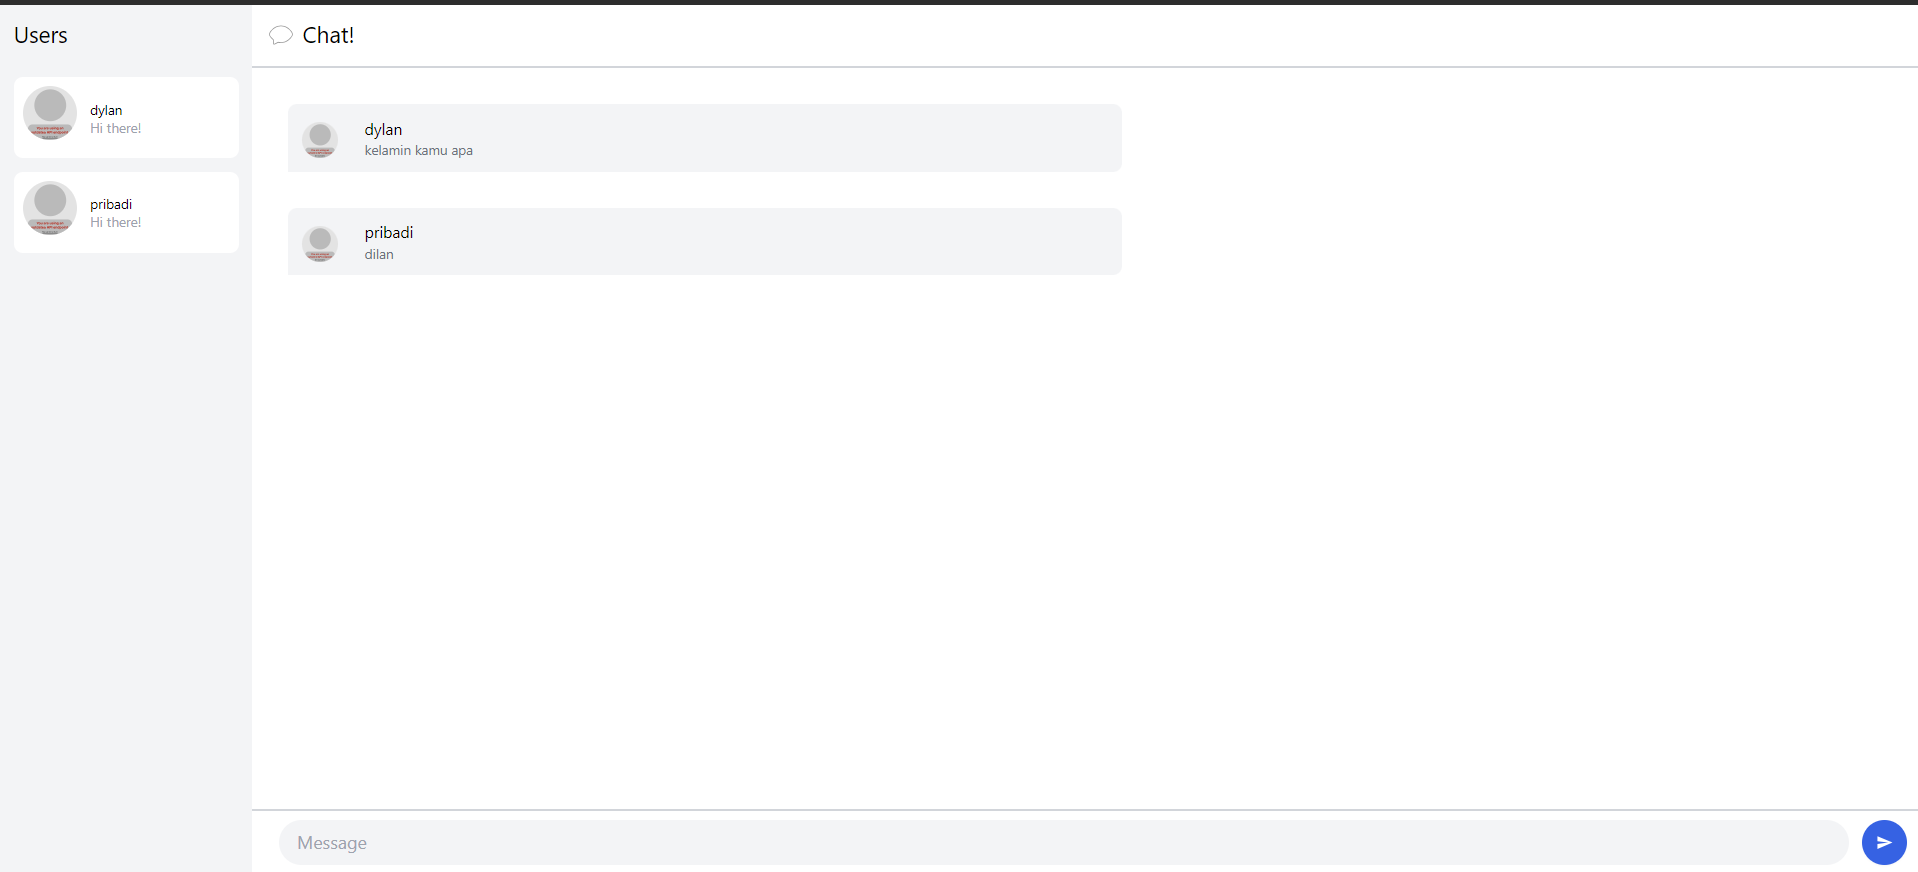 Users
dylan
Hi there!
pribadi
Hi there!
Chat!
dylan
kelamin kamu apa
pribadi
dilan
Message